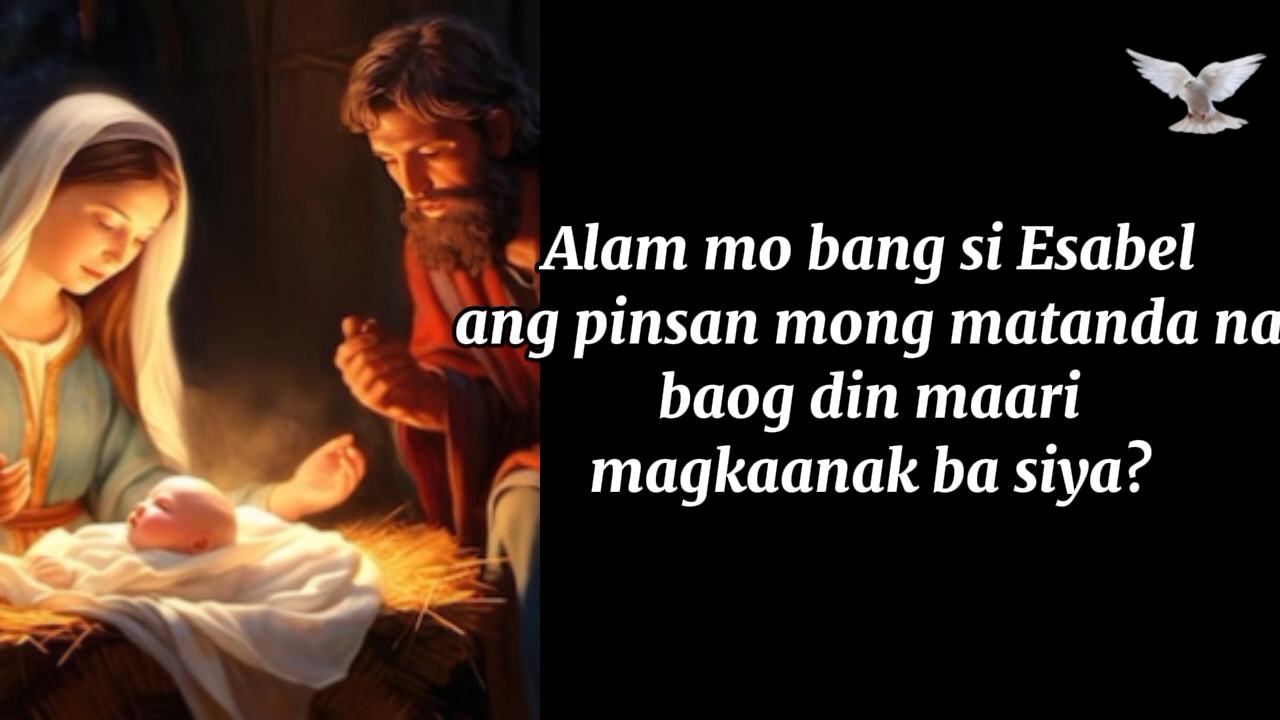 Alam mo bang si Esabel
ang pinsan mong matanda na
baog din maari
magkaanak ba siya?